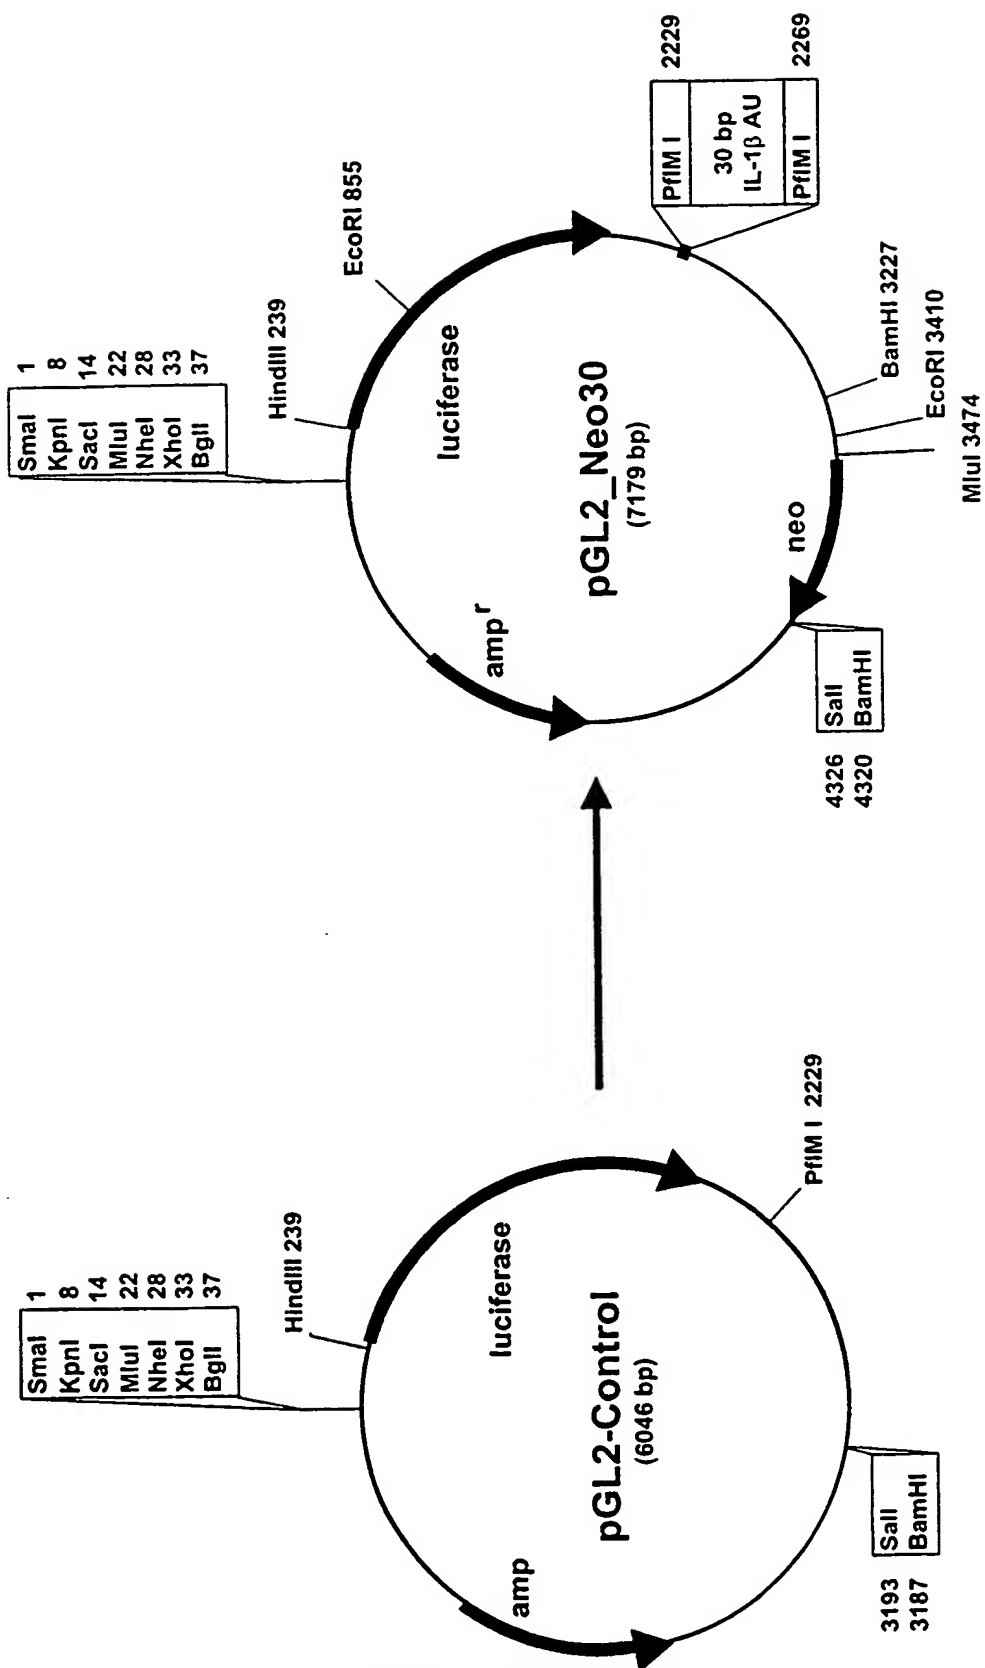 SmaI 1
KpnI 8
SacI 14
MluI 22
NheI 28
XhoI 33
BglI 37
HindIII 239
luciferase
amp
pGL2-Control
(6046 bp)
PflM I 2229
3193 SalI
3187 BamHI
SmaI 1
KpnI 8
SacI 14
MluI 22
NheI 28
XhoI 33
BglI 37
HindIII 239
EcoRI 855
luciferase
amp r
pGL2_Neo30
(7179 bp)
PflM I 2229
30 bp
IL-1β AU
PflM I 2269
neo
BamHI 3227
EcoRI 3410
MluI 3474
4326 SalI
4320 BamHI